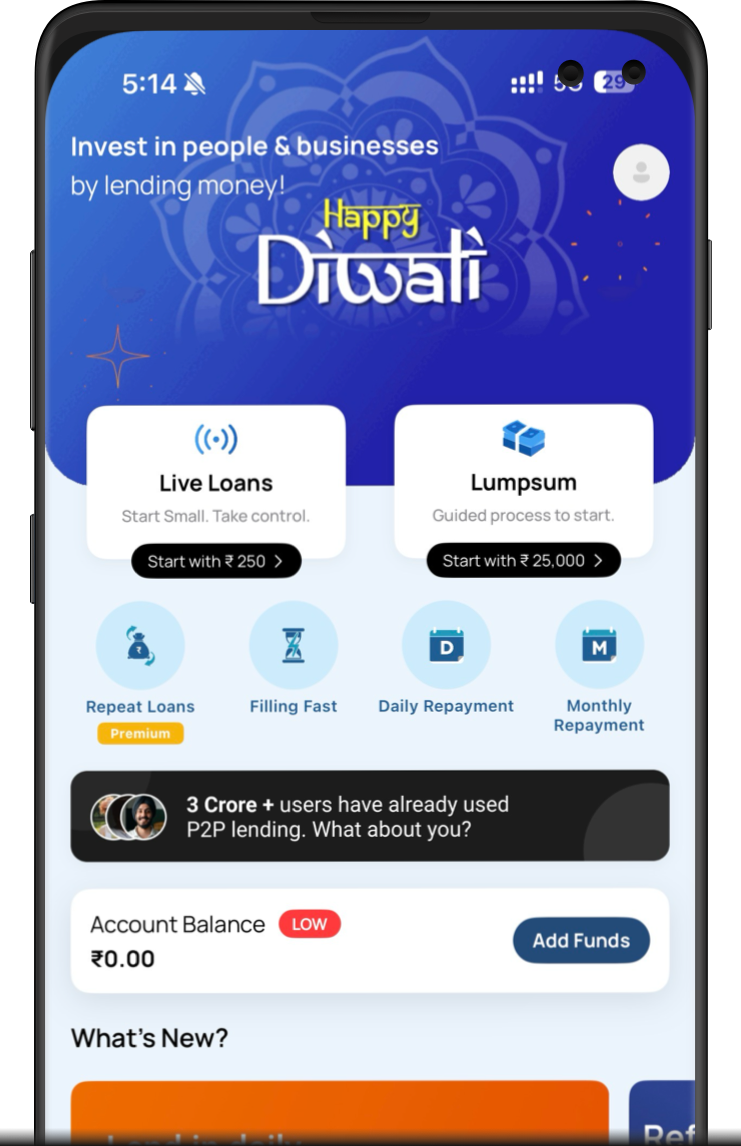 5:14
29
Invest in people & businesses
by lending money!
Happy
Diwali
Live Loans
Start Small. Take control.
Start with ₹ 250 >
Lumpsum
Guided process to start.
Start with ₹ 25,000 >
Repeat Loans
Premium
₹
Filling Fast
D
Daily Repayment
M
Monthly
Repayment
3 Crore + users have already used
P2P lending. What about you?
Account Balance LOW
₹0.00
Add Funds
What's New?
Ref